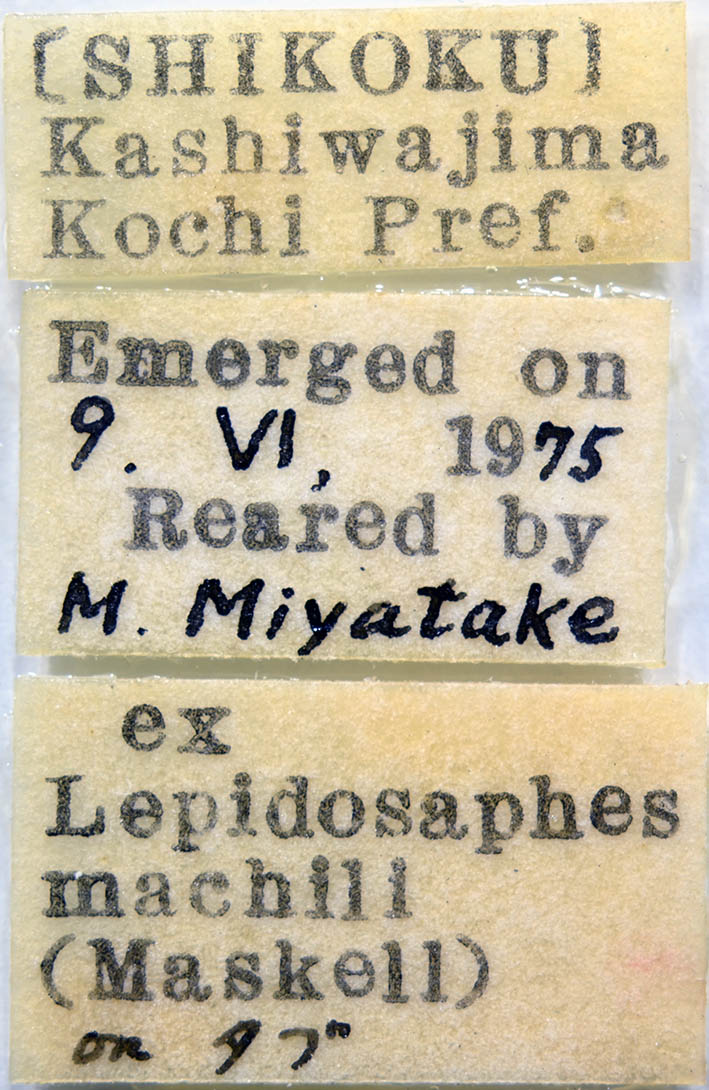 [SHIKOKU]
Kashiwajima
Kochi Pref.
Emerged on
9. VI, 1975
Reared by
M. Miyatake
ex
Lepidosaphes
machili
(Maskell)
on タブ